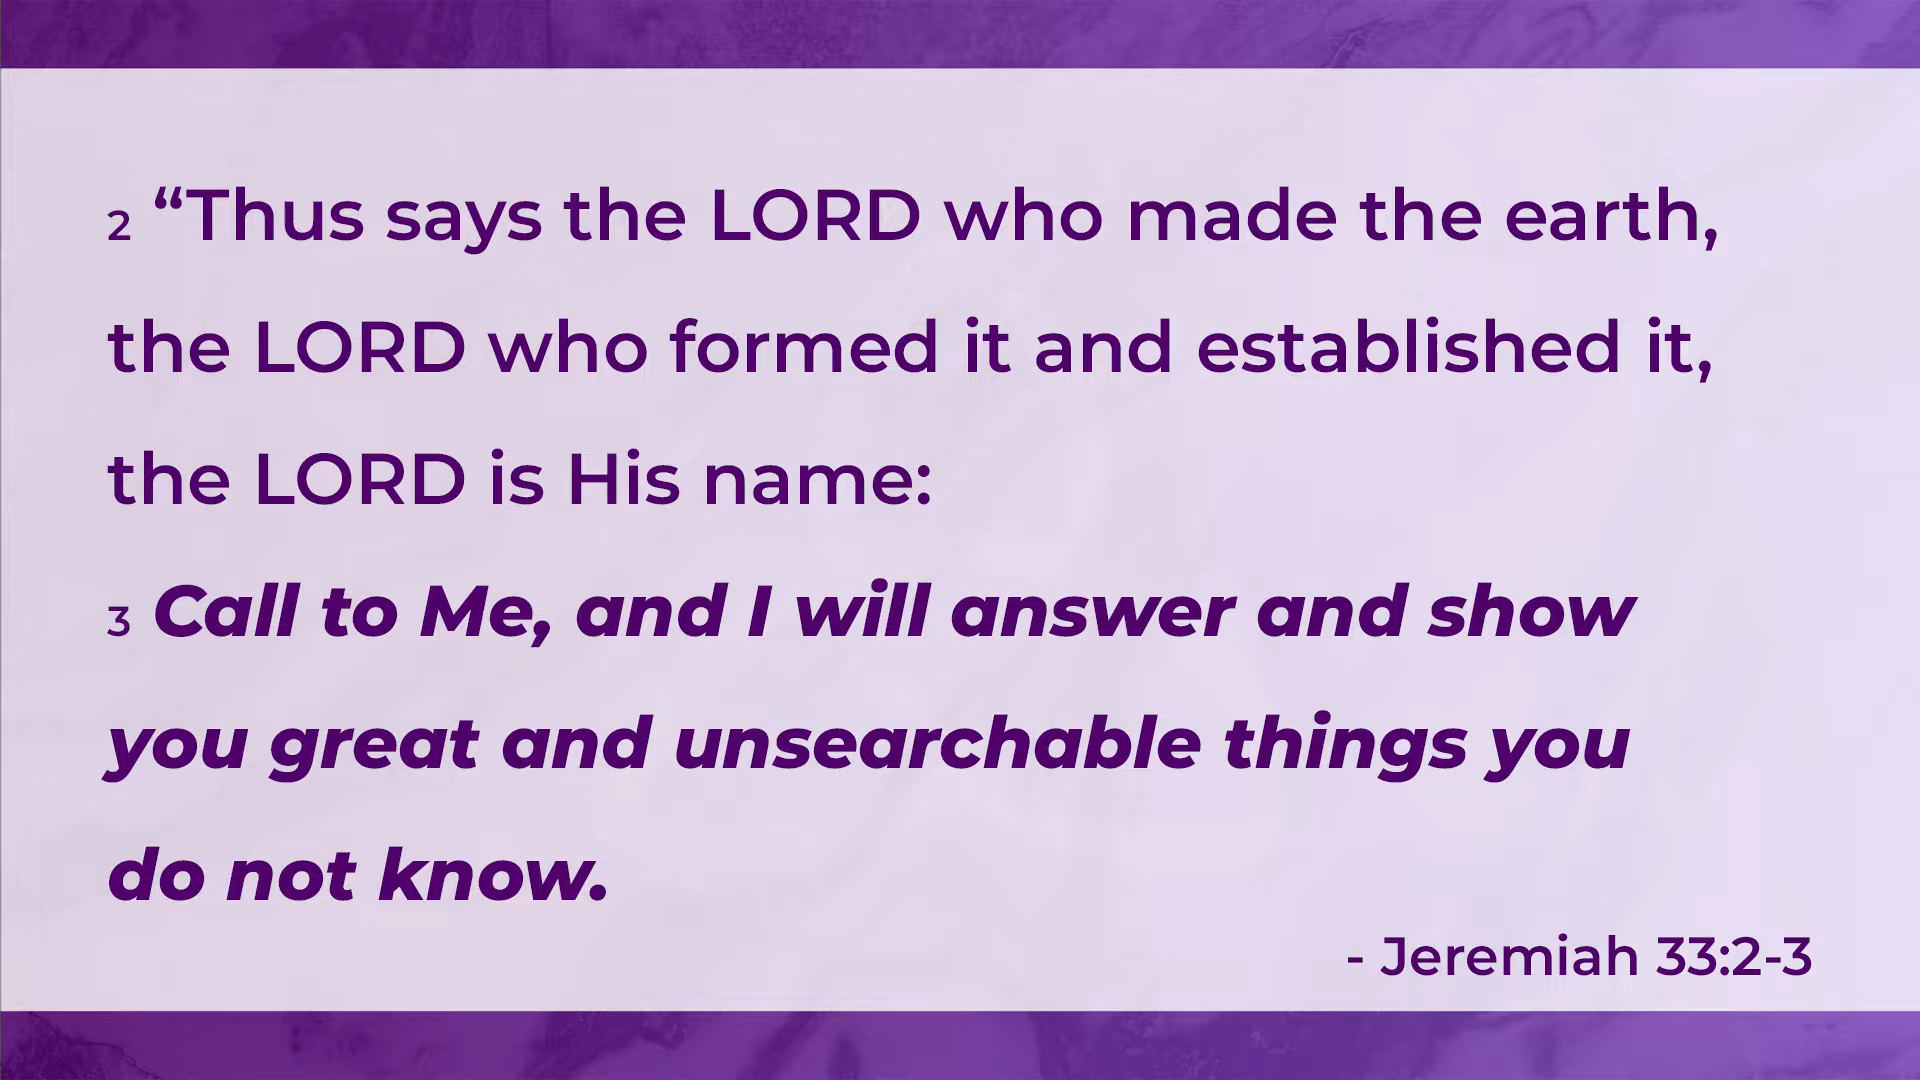 2 “Thus says the LORD who made the earth,
the LORD who formed it and established it,
the LORD is His name:
3 Call to Me, and I will answer and show
you great and unsearchable things you
do not know.
- Jeremiah 33:2-3